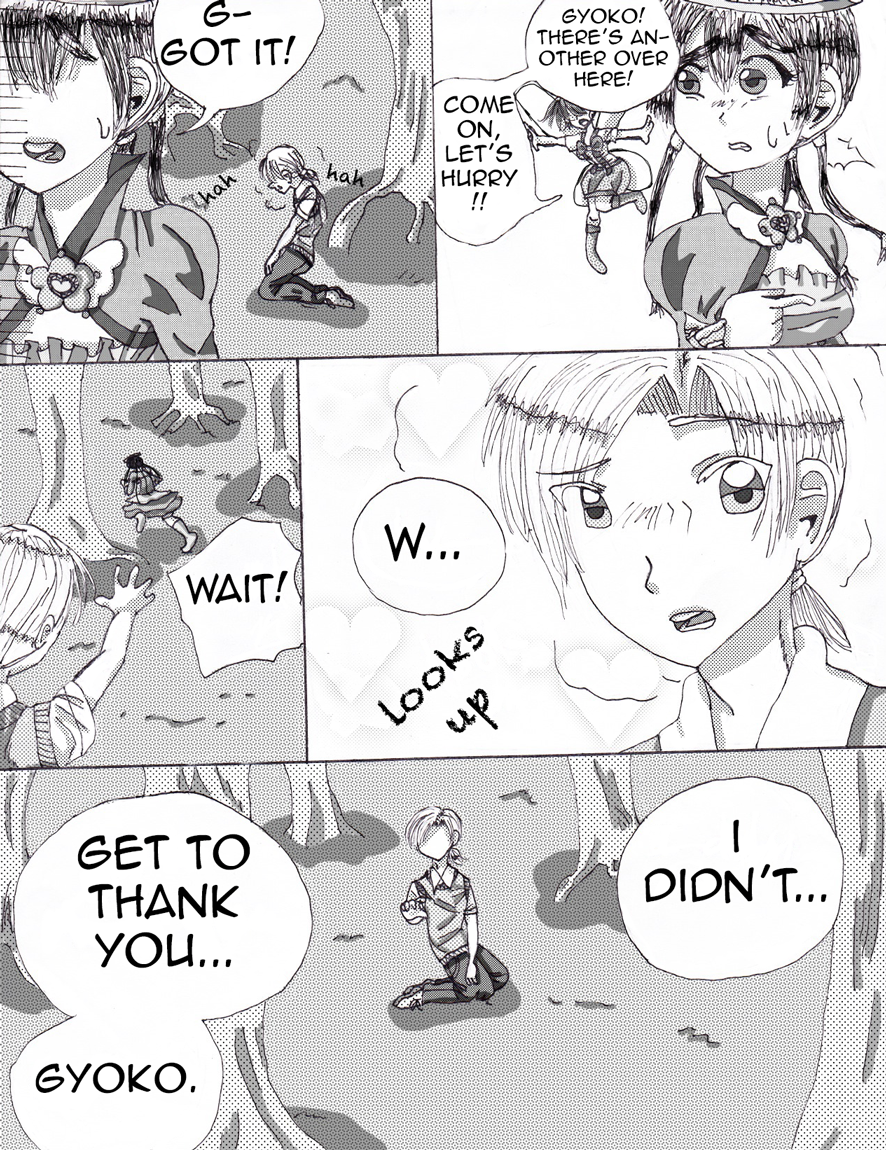 GYOKO!
THERE'S AN-
OTHER OVER
HERE!
COME
ON,
LET'S
HURRY
!!
G-
GOT IT!
hah
hah
W...
looks
up
WAIT!
I
DIDN'T...
GET TO
THANK
YOU...
GYOKO.